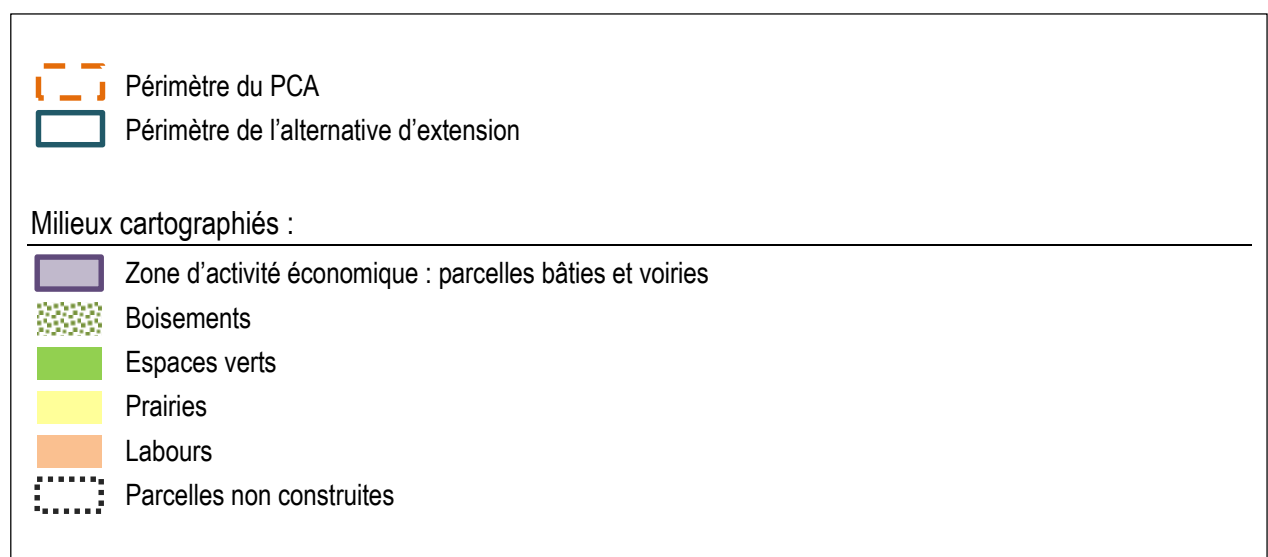 Périmètre du PCA
Périmètre de l'alternative d'extension
Milieux cartographiés :
Zone d'activité économique : parcelles bâties et voiries
Boisements
Espaces verts
Prairies
Labours
Parcelles non construites